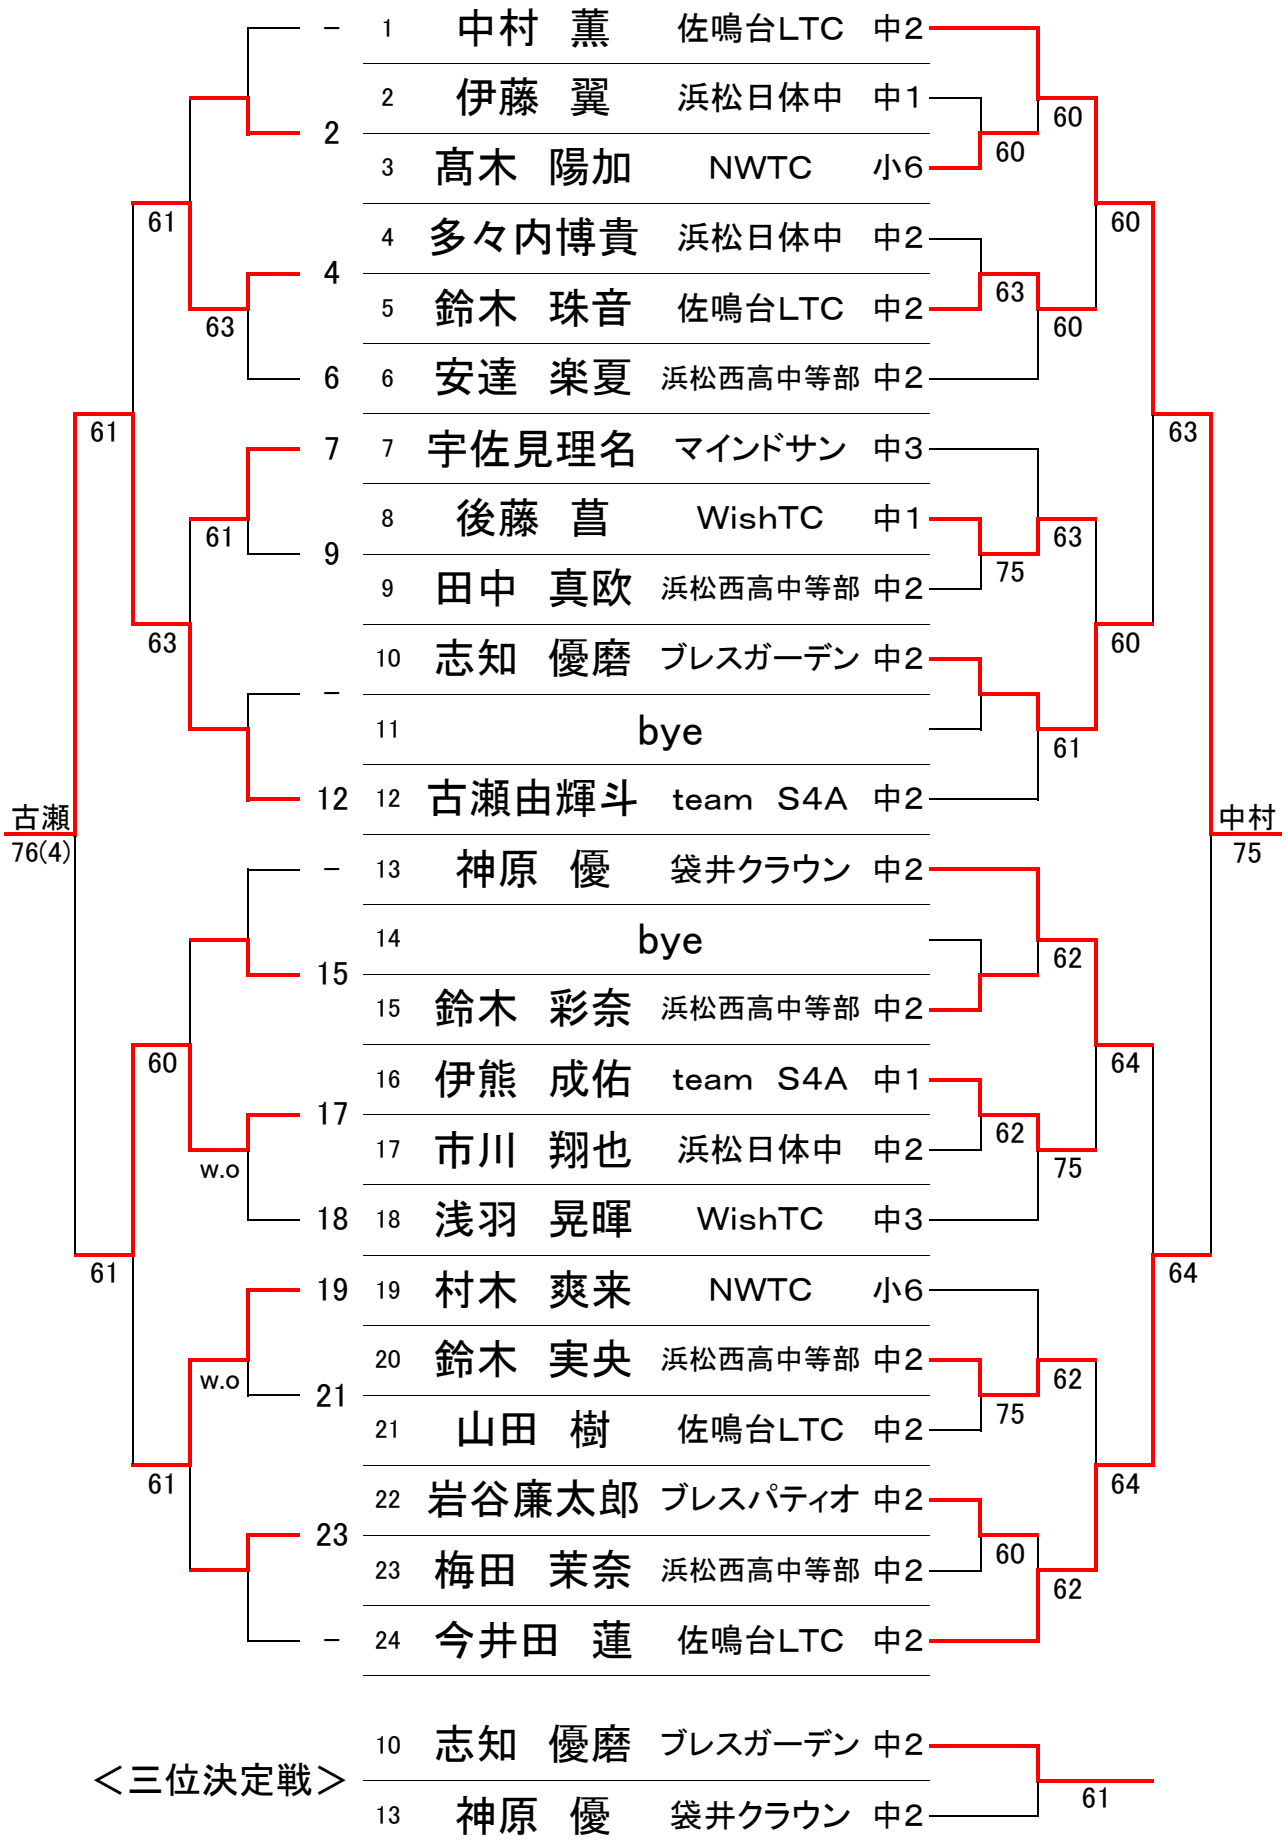 － 1 中村 薫 佐鳴台LTC 中2
2 伊藤 翼 浜松日体中 中1
60
2
60
3 髙木 陽加 NWTC 小6
61
60
4 多々内博貴 浜松日体中 中2
4
63
5 鈴木 珠音 佐鳴台LTC 中2
63
60
6 6 安達 楽夏 浜松西高中等部 中2
61
63
7 7 宇佐見理名 マインドサン 中3
8 後藤 菖 WishTC 中1
61
63
9
75
9 田中 真欧 浜松西高中等部 中2
63
60
10 志知 優磨 ブレスガーデン 中2
－
11 bye
61
12 12 古瀬由輝斗 team S4A 中2
古瀬
中村
76(4)
75
－ 13 神原 優 袋井クラウン 中2
14 bye
62
15
15 鈴木 彩奈 浜松西高中等部 中2
60
64
16 伊熊 成佑 team S4A 中1
17
62
17 市川 翔也 浜松日体中 中2
w.o
75
18 18 浅羽 晃暉 WishTC 中3
61
64
19 19 村木 爽来 NWTC 小6
20 鈴木 実央 浜松西高中等部 中2
w.o
62
21
75
21 山田 樹 佐鳴台LTC 中2
61
64
22 岩谷廉太郎 ブレスパティオ 中2
23
60
23 梅田 茉奈 浜松西高中等部 中2
62
－ 24 今井田 蓮 佐鳴台LTC 中2
10 志知 優磨 ブレスガーデン 中2
＜三位決定戦＞
61
13 神原 優 袋井クラウン 中2